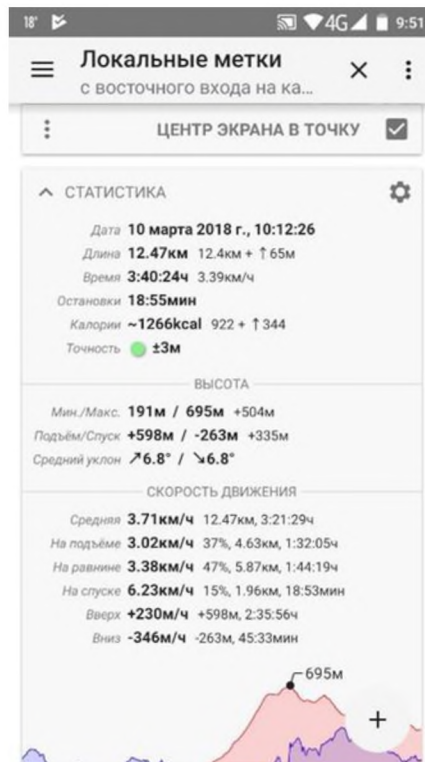 18° 4G 9:51
Локальные метки
с восточного входа на ка...
ЦЕНТР ЭКРАНА В ТОЧКУ
СТАТИСТИКА
Дата 10 марта 2018 г., 10:12:26
Длина 12.47км 12.4км + ↑65м
Время 3:40:24ч 3.39км/ч
Остановки 18:55мин
Калории ~1266kcal 922 + ↑344
Точность ±3м
ВЫСОТА
Мин./Макс. 191м / 695м +504м
Подъём/Спуск +598м / -263м +335м
Средний уклон ↗6.8° / ↘6.8°
СКОРОСТЬ ДВИЖЕНИЯ
Средняя 3.71км/ч 12.47км, 3:21:29ч
На подъёме 3.02км/ч 37%, 4.63км, 1:32:05ч
На равнине 3.38км/ч 47%, 5.87км, 1:44:19ч
На спуске 6.23км/ч 15%, 1.96км, 18:53мин
Вверх +230м/ч +598м, 2:35:56ч
Вниз -346м/ч -263м, 45:33мин
695м